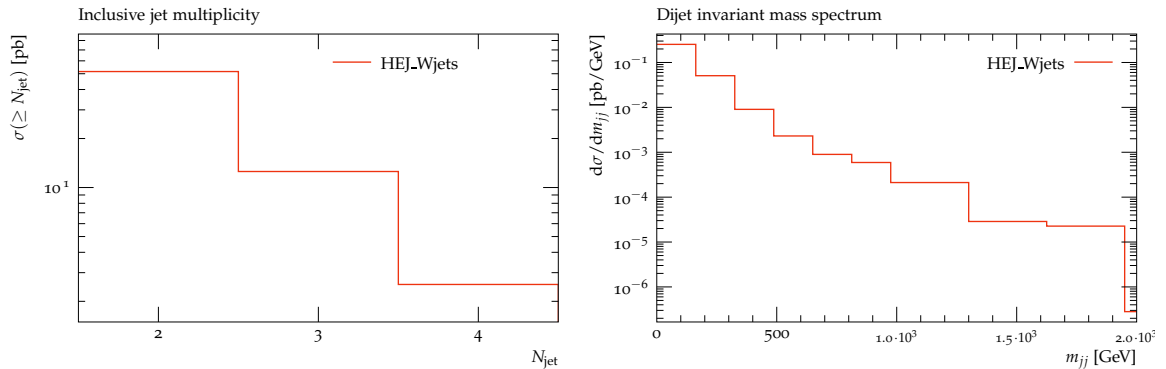 Inclusive jet multiplicity
HEJ_Wjets
σ(≥ N_jet) [pb]
10^1
2 3 4
N_jet
Dijet invariant mass spectrum
HEJ_Wjets
dσ/dm_jj [pb/GeV]
10^−1
10^−2
10^−3
10^−4
10^−5
10^−6
0 500 1.0·10^3 1.5·10^3 2.0·10^3
m_jj [GeV]